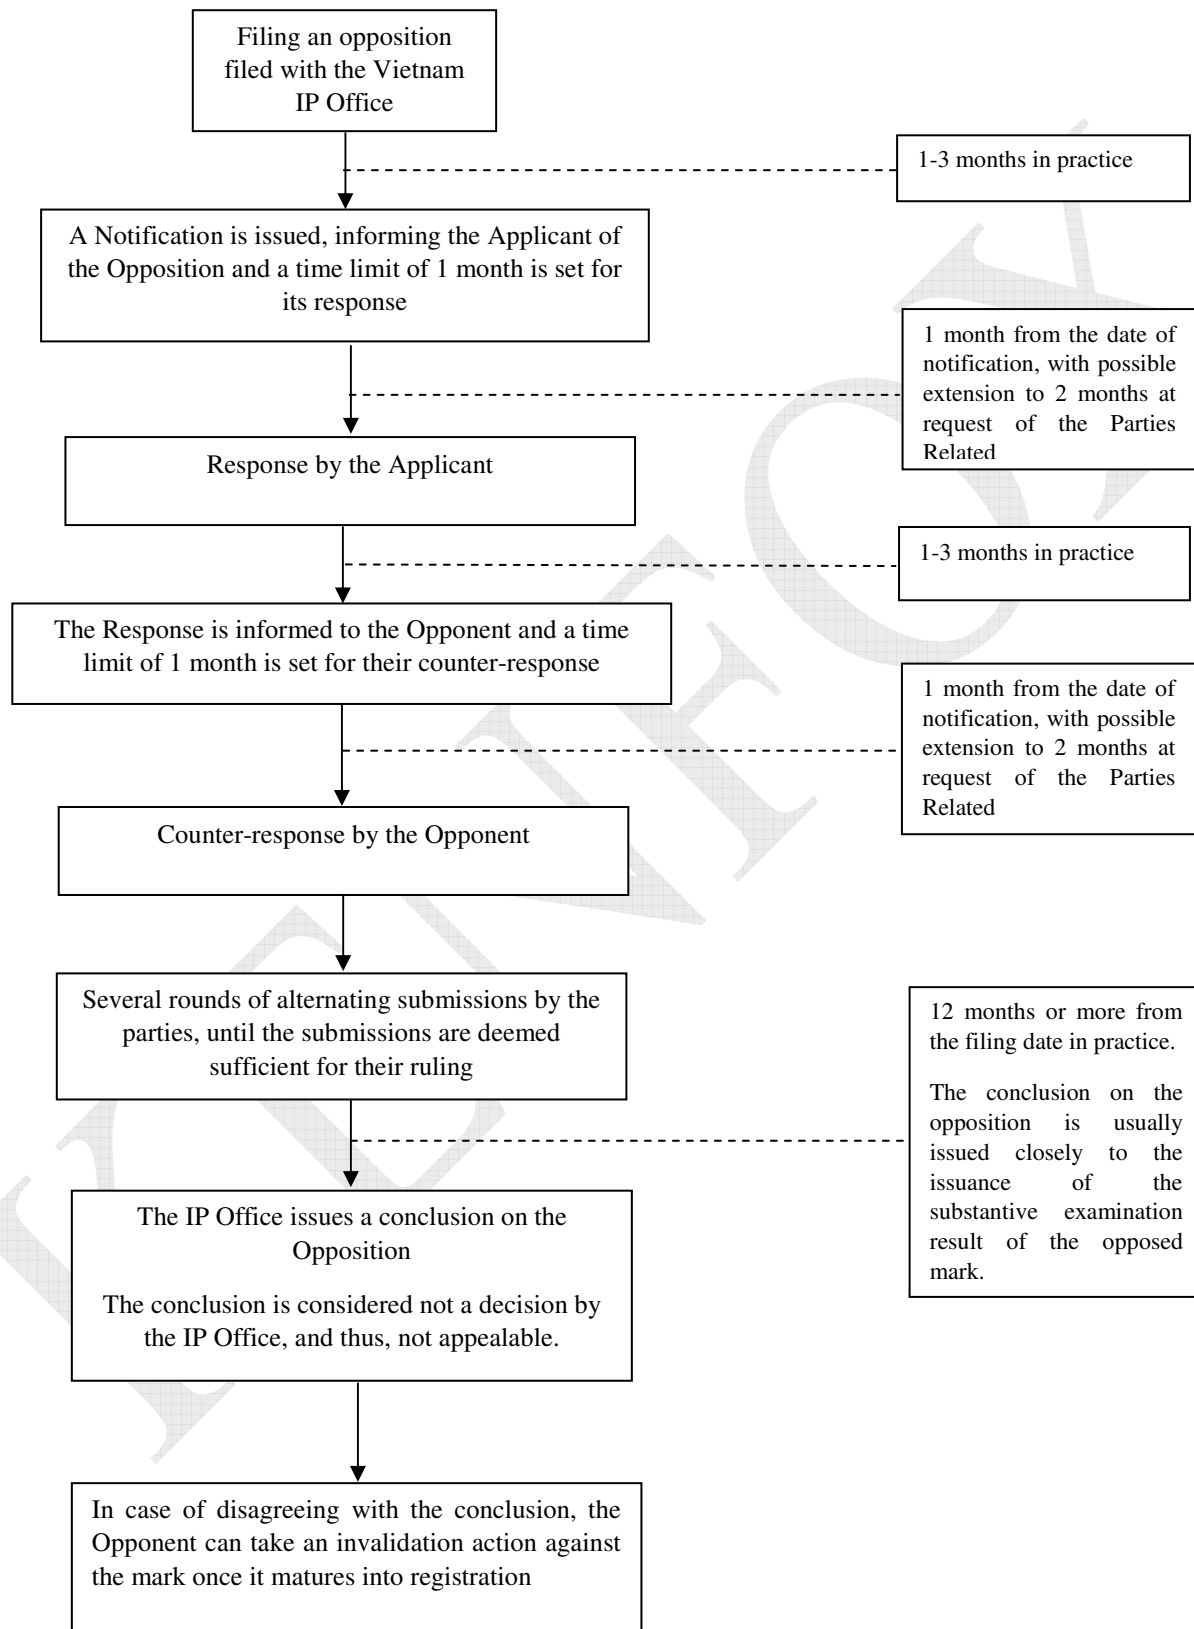 Filing an opposition
filed with the Vietnam
IP Office
1-3 months in practice
A Notification is issued, informing the Applicant of
the Opposition and a time limit of 1 month is set for
its response
1 month from the date of
notification, with possible
extension to 2 months at
request of the Parties
Related
Response by the Applicant
1-3 months in practice
The Response is informed to the Opponent and a time
limit of 1 month is set for their counter-response
1 month from the date of
notification, with possible
extension to 2 months at
request of the Parties
Related
Counter-response by the Opponent
Several rounds of alternating submissions by the
parties, until the submissions are deemed
sufficient for their ruling
12 months or more from
the filing date in practice.
The conclusion on the
opposition is usually
issued closely to the
issuance of the
substantive examination
result of the opposed
mark.
The IP Office issues a conclusion on the
Opposition
The conclusion is considered not a decision by
the IP Office, and thus, not appealable.
In case of disagreeing with the conclusion, the
Opponent can take an invalidation action against
the mark once it matures into registration
KENFOX